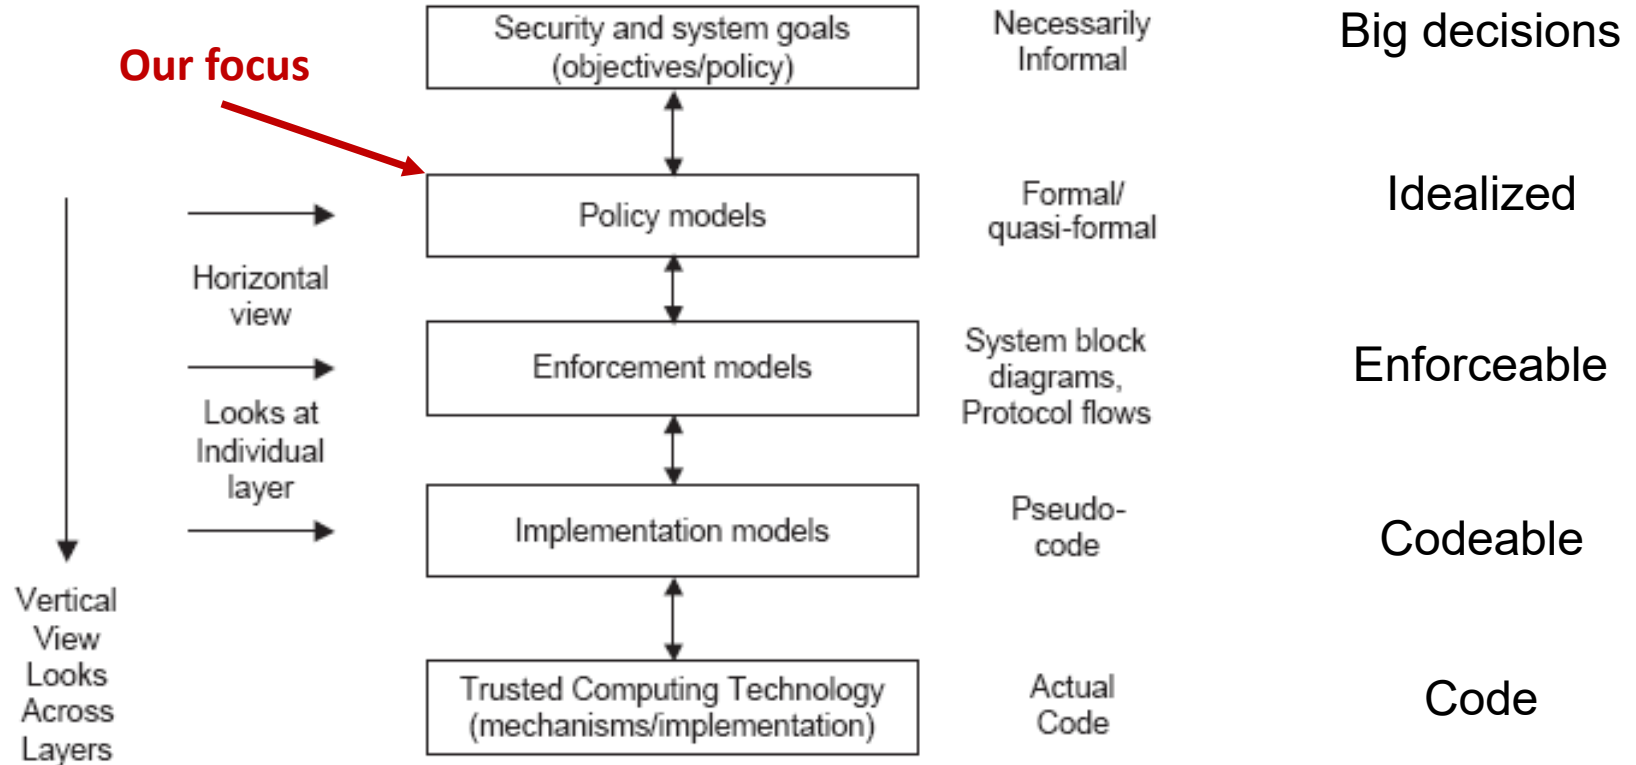 Security and system goals
(objectives/policy)
Necessarily
Informal
Big decisions
Our focus
Policy models
Formal/
quasi-formal
Idealized
Horizontal
view
Enforcement models
System block
diagrams,
Protocol flows
Enforceable
Looks at
Individual
layer
Implementation models
Pseudo-
code
Codeable
Vertical
View
Looks
Across
Layers
Trusted Computing Technology
(mechanisms/implementation)
Actual
Code
Code